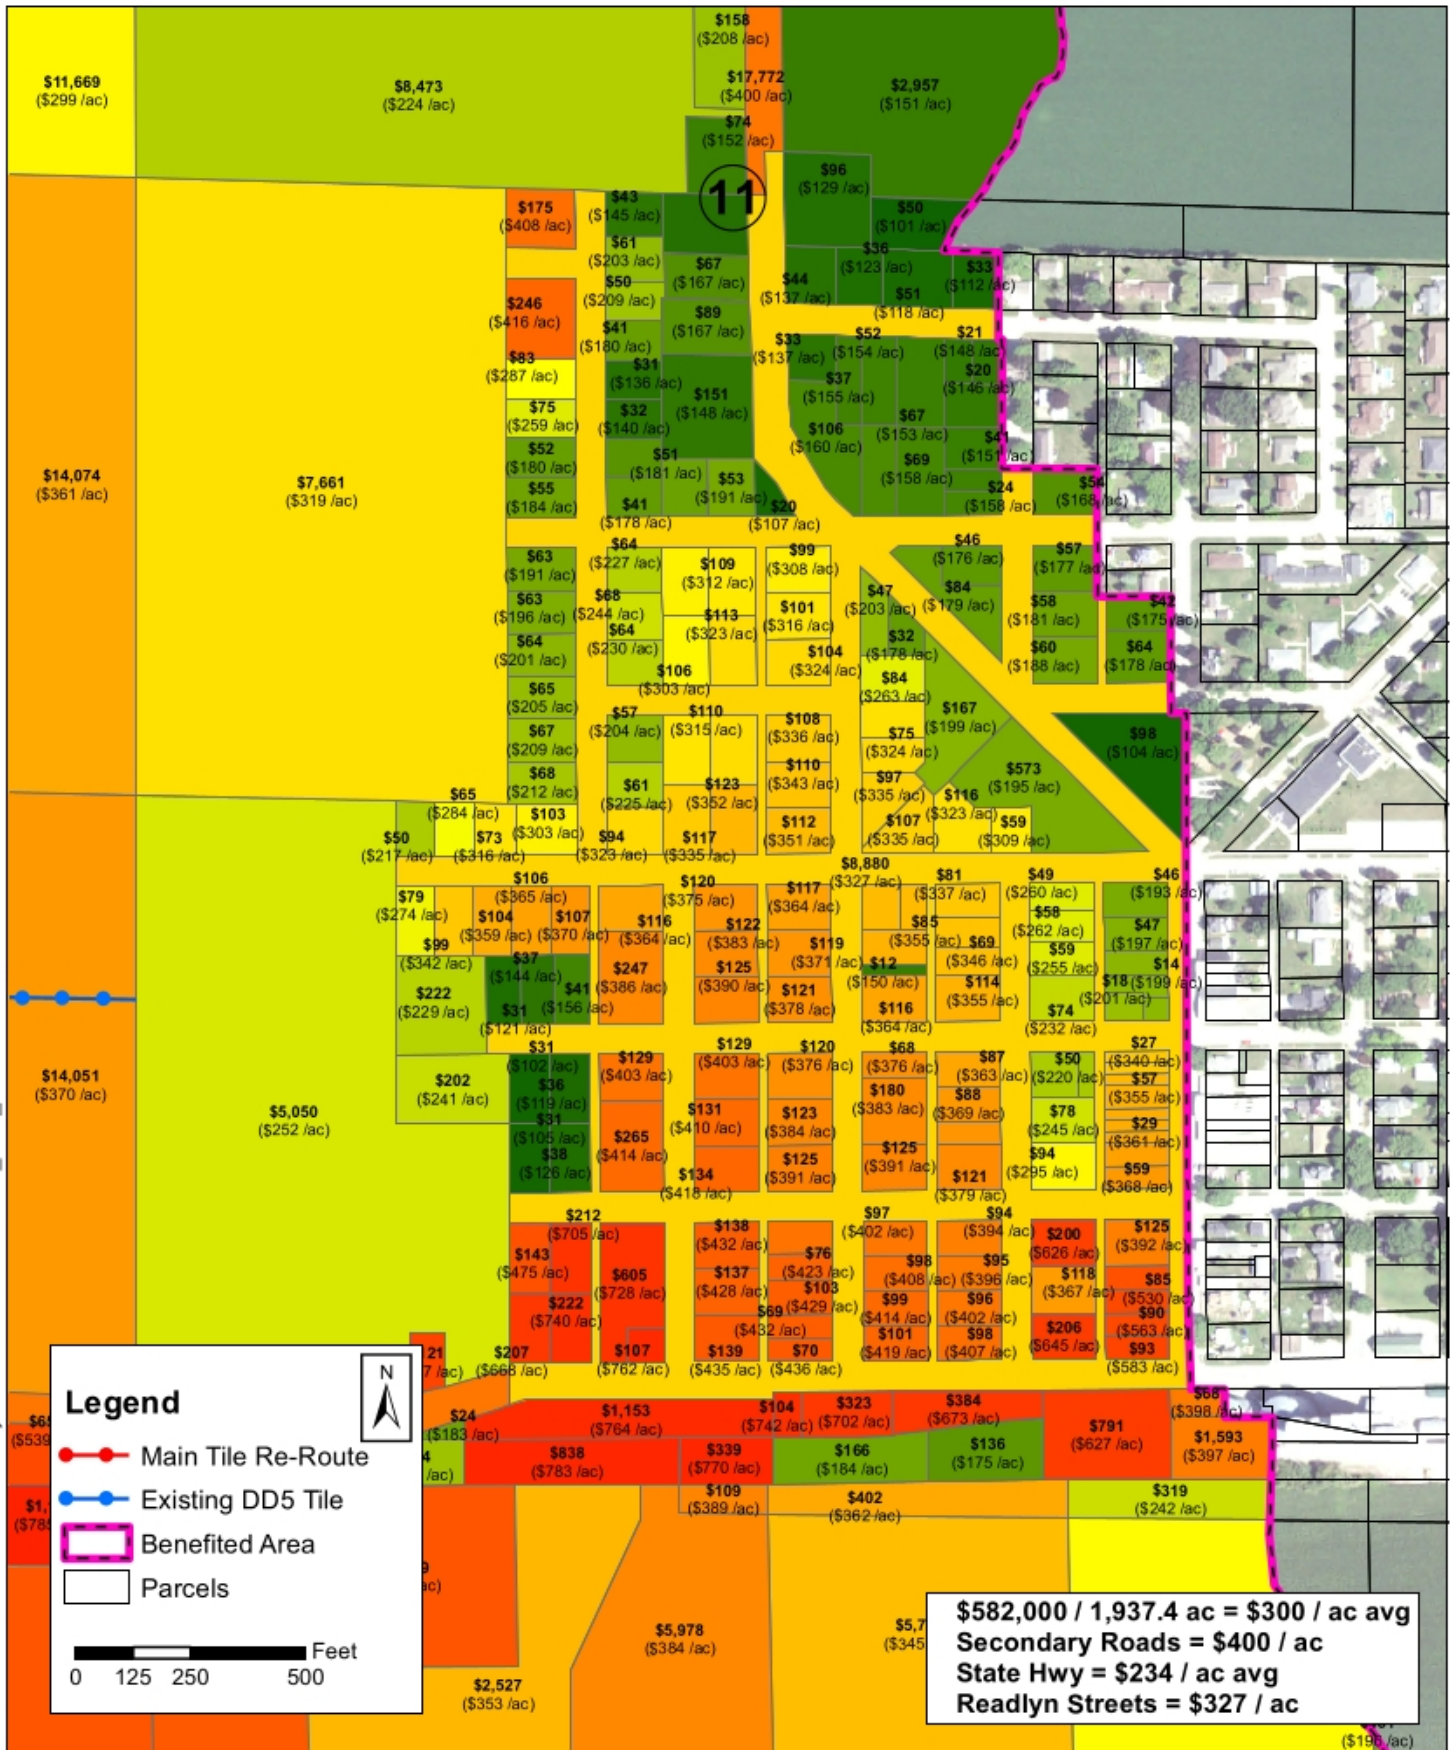 $158
($208 /ac)
$11,669
($299 /ac)
$8,473
($224 /ac)
$17,772
($400 /ac)
$2,957
($151 /ac)
$74
($152 /ac)
11
$96
($129 /ac)
$175
($408 /ac)
$43
($145 /ac)
$50
($101 /ac)
$61
($203 /ac)
$67
($167 /ac)
$36
($123 /ac)
$33
($112 /ac)
$50
($209 /ac)
$44
($137 /ac)
$51
($118 /ac)
$246
($416 /ac)
$89
($167 /ac)
$41
($180 /ac)
$33
($137 /ac)
$52
($154 /ac)
$21
($148 /ac)
$83
($287 /ac)
$31
($136 /ac)
$37
($155 /ac)
$20
($146 /ac)
$151
($148 /ac)
$75
($259 /ac)
$32
($140 /ac)
$67
($153 /ac)
$106
($160 /ac)
$41
($151 /ac)
$52
($180 /ac)
$51
($181 /ac)
$69
($158 /ac)
$14,074
($361 /ac)
$7,661
($319 /ac)
$55
($184 /ac)
$53
($191 /ac)
$24
($158 /ac)
$54
($168 /ac)
$41
($178 /ac)
$20
($107 /ac)
$63
($191 /ac)
$64
($227 /ac)
$109
($312 /ac)
$99
($308 /ac)
$46
($176 /ac)
$57
($177 /ac)
$63
($196 /ac)
$68
($244 /ac)
$113
($323 /ac)
$101
($316 /ac)
$47
($203 /ac)
$84
($179 /ac)
$58
($181 /ac)
$42
($175 /ac)
$64
($201 /ac)
$64
($230 /ac)
$104
($324 /ac)
$32
($178 /ac)
$60
($188 /ac)
$64
($178 /ac)
$65
($205 /ac)
$106
($303 /ac)
$84
($263 /ac)
$67
($209 /ac)
$57
($204 /ac)
$110
($315 /ac)
$108
($336 /ac)
$75
($324 /ac)
$167
($199 /ac)
$98
($104 /ac)
$68
($212 /ac)
$61
($225 /ac)
$123
($352 /ac)
$110
($343 /ac)
$97
($335 /ac)
$573
($195 /ac)
$65
($284 /ac)
$116
($323 /ac)
$50
($217 /ac)
$73
($316 /ac)
$103
($303 /ac)
$94
($323 /ac)
$117
($335 /ac)
$112
($351 /ac)
$107
($335 /ac)
$59
($309 /ac)
$8,880
($327 /ac)
$106
($365 /ac)
$120
($375 /ac)
$117
($364 /ac)
$81
($337 /ac)
$49
($260 /ac)
$46
($193 /ac)
$79
($274 /ac)
$104
($359 /ac)
$107
($370 /ac)
$116
($364 /ac)
$122
($383 /ac)
$85
($355 /ac)
$58
($262 /ac)
$47
($197 /ac)
$99
($342 /ac)
$119
($371 /ac)
$69
($346 /ac)
$59
($255 /ac)
$37
($144 /ac)
$247
($386 /ac)
$125
($390 /ac)
$12
($150 /ac)
$14
($199 /ac)
$222
($229 /ac)
$41
($156 /ac)
$121
($378 /ac)
$114
($355 /ac)
$18
($201 /ac)
$31
($121 /ac)
$116
($364 /ac)
$74
($232 /ac)
$31
($102 /ac)
$129
($403 /ac)
$129
($403 /ac)
$120
($376 /ac)
$68
($376 /ac)
$87
($363 /ac)
$50
($220 /ac)
$27
($340 /ac)
$14,051
($370 /ac)
$202
($241 /ac)
$36
($119 /ac)
$180
($383 /ac)
$88
($369 /ac)
$57
($355 /ac)
$5,050
($252 /ac)
$31
($105 /ac)
$265
($414 /ac)
$131
($410 /ac)
$123
($384 /ac)
$78
($245 /ac)
$29
($361 /ac)
$38
($126 /ac)
$134
($418 /ac)
$125
($391 /ac)
$125
($391 /ac)
$121
($379 /ac)
$94
($295 /ac)
$59
($368 /ac)
$212
($705 /ac)
$138
($432 /ac)
$97
($402 /ac)
$94
($394 /ac)
$200
($626 /ac)
$125
($392 /ac)
$143
($475 /ac)
$605
($728 /ac)
$137
($428 /ac)
$76
($423 /ac)
$98
($408 /ac)
$95
($396 /ac)
$118
($367 /ac)
$85
($530 /ac)
$222
($740 /ac)
$69
($432 /ac)
$103
($429 /ac)
$99
($414 /ac)
$96
($402 /ac)
$90
($563 /ac)
$207
($668 /ac)
$107
($762 /ac)
$139
($435 /ac)
$70
($436 /ac)
$101
($419 /ac)
$98
($407 /ac)
$206
($645 /ac)
$93
($583 /ac)
21
7 /ac)
$68
($398 /ac)
$24
($183 /ac)
$1,153
($764 /ac)
$104
($742 /ac)
$323
($702 /ac)
$384
($673 /ac)
$791
($627 /ac)
$1,593
($397 /ac)
4
/ac)
$838
($783 /ac)
$339
($770 /ac)
$166
($184 /ac)
$136
($175 /ac)
$109
($389 /ac)
$402
($362 /ac)
$319
($242 /ac)
$65
($539
$1,
($78
9
ac)
$5,978
($384 /ac)
$5,7
($345
$2,527
($353 /ac)
Legend
N
Main Tile Re-Route
Existing DD5 Tile
Benefited Area
Parcels
Feet
0 125 250 500
$582,000 / 1,937.4 ac = $300 / ac avg
Secondary Roads = $400 / ac
State Hwy = $234 / ac avg
Readlyn Streets = $327 / ac
($196 /ac)